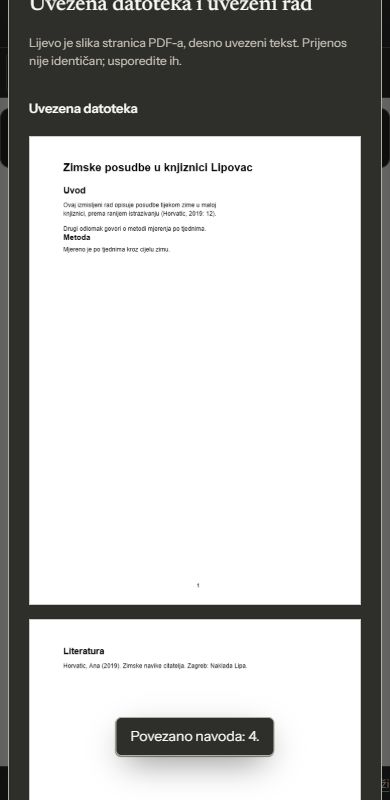 Uvezena datoteka i uvezeni rad
Lijevo je slika stranica PDF-a, desno uvezeni tekst. Prijenos
nije identičan; usporedite ih.
Uvezena datoteka
Zimske posudbe u knjiznici Lipovac
Uvod
Ovaj izmisljeni rad opisuje posudbe tijekom zime u maloj
knjiznici, prema ranijem istrazivanju (Horvatic, 2019: 12).
Drugi odlomak govori o metodi mjerenja po tjednima.
Metoda
Mjereno je po tjednima kroz cijelu zimu.
1
Literatura
Horvatic, Ana (2019). Zimske navike citatelja. Zagreb: Naklada Lipa.
Povezano navoda: 4.